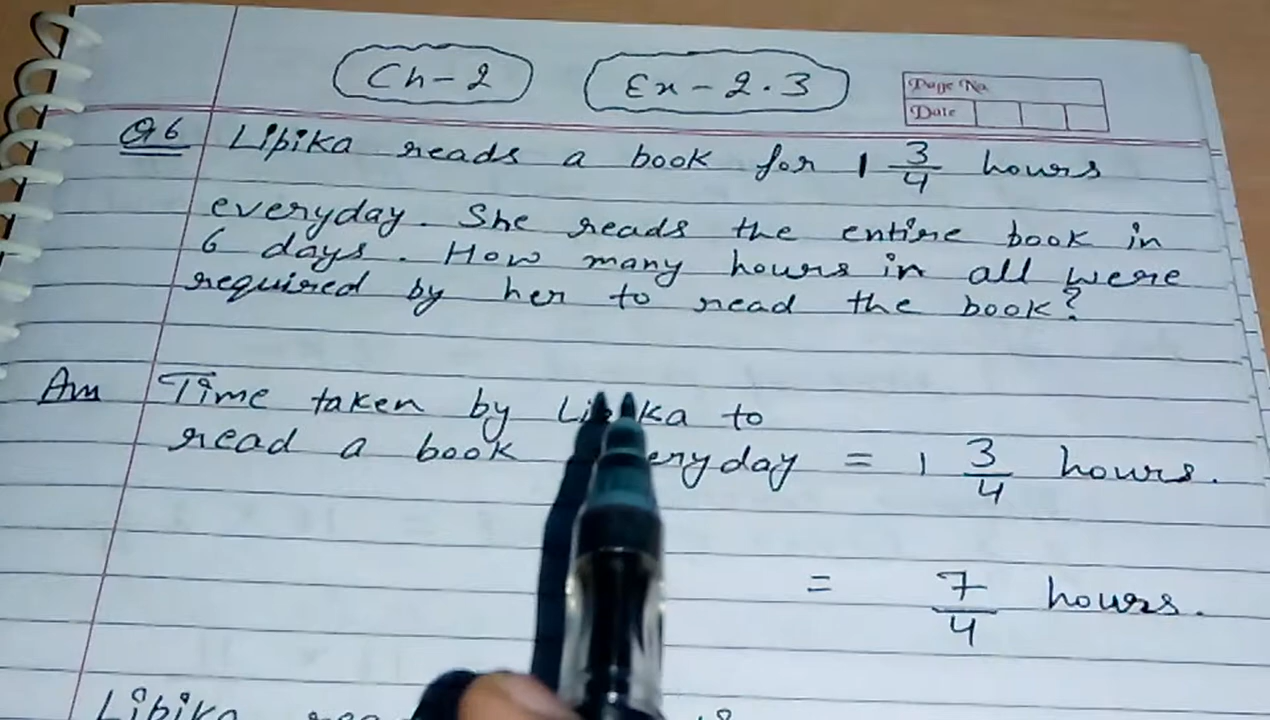 Ch-2
Ex-2.3
Page No.
Date
Q6 Lipika reads a book for 1 3/4 hours
everyday. She reads the entire book in
6 days. How many hours in all were
required by her to read the book?
Ans Time taken by Lipika to
read a book everyday = 1 3/4 hours.
= 7/4 hours.
Lipika